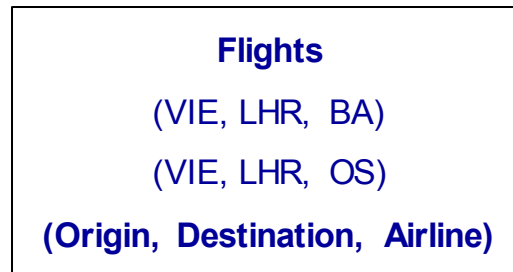 Flights
(VIE, LHR, BA)
(VIE, LHR, OS)
(Origin, Destination, Airline)